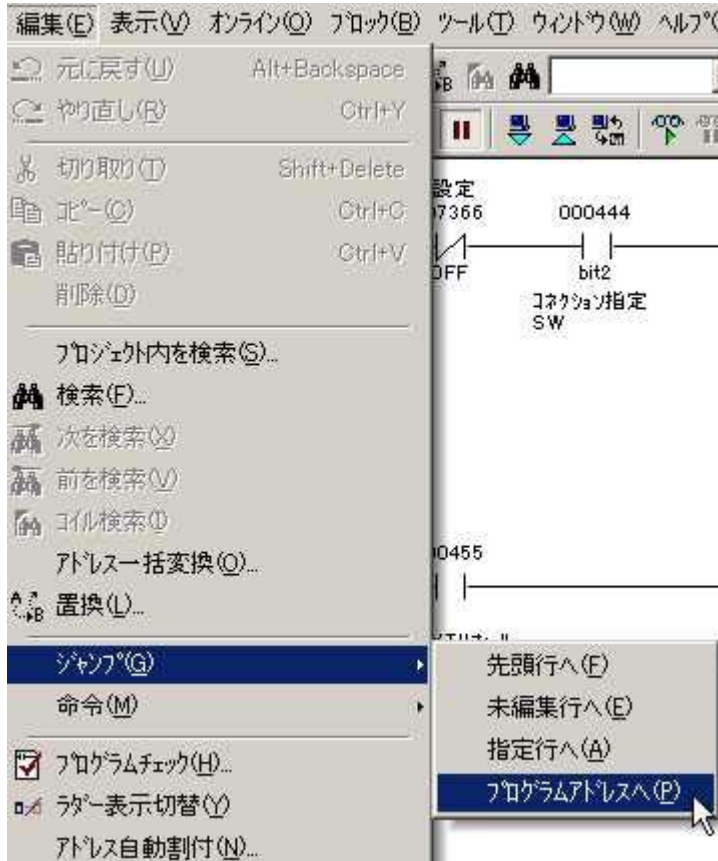 編集(E) 表示(V) オンライン(O) ブロック(B) ツール(T) ウィンドウ(W) ヘルプ(
元に戻す(U) Alt+Backspace
やり直し(R) Ctrl+Y
切り取り(T) Shift+Delete
コピー(C) Ctrl+C
貼り付け(P) Ctrl+V
削除(D)
プロジェクト内を検索(S)...
検索(F)...
次を検索(X)
前を検索(V)
コイル検索(I)
アドレス一括変換(O)...
置換(L)...
ジャンプ(G)
命令(M)
プログラムチェック(H)...
ラダー表示切替(Y)
アドレス自動割付(N)...
先頭行へ(F)
未編集行へ(E)
指定行へ(A)
プログラムアドレスへ(P)
設定
07366 000444
OFF bit2
コネクション指定
SW
00455